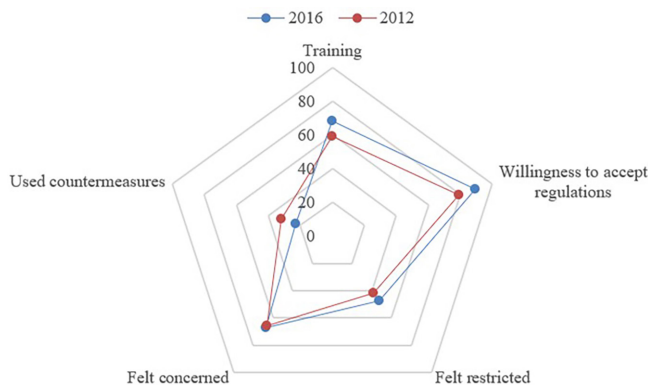 2016 2012
Training
100
80
60
40
20
0
Willingness to accept
regulations
Used countermeasures
Felt concerned
Felt restricted